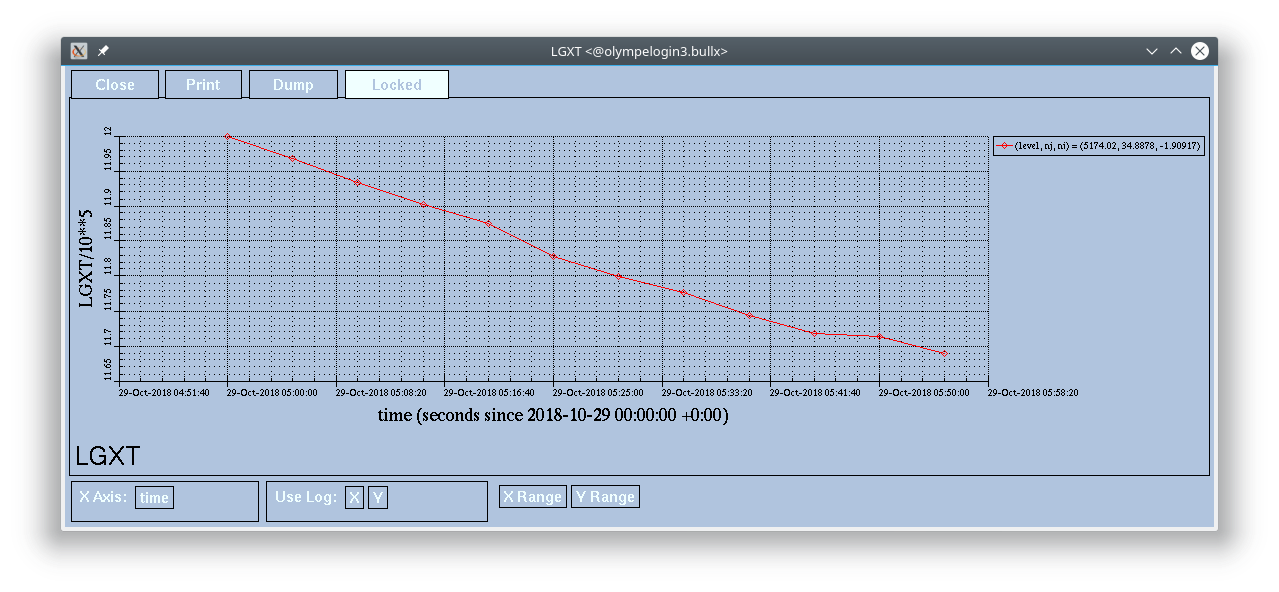 LGXT <@olympelogin3.bullx>
Close Print Dump Locked
12
11.95
11.9
11.85
11.8
11.75
11.7
11.65
LGXT/10**5
(level, nj, ni) = (5174.02, 34.8878, -1.90917)
29-Oct-2018 04:51:40 29-Oct-2018 05:00:00 29-Oct-2018 05:08:20 29-Oct-2018 05:16:40 29-Oct-2018 05:25:00 29-Oct-2018 05:33:20 29-Oct-2018 05:41:40 29-Oct-2018 05:50:00 29-Oct-2018 05:58:20
time (seconds since 2018-10-29 00:00:00 +0:00)
LGXT
X Axis: time Use Log: X Y X Range Y Range